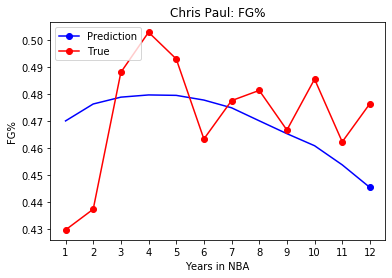 Chris Paul: FG%
Prediction
True
FG%
0.50
0.49
0.48
0.47
0.46
0.45
0.44
0.43
1 2 3 4 5 6 7 8 9 10 11 12
Years in NBA